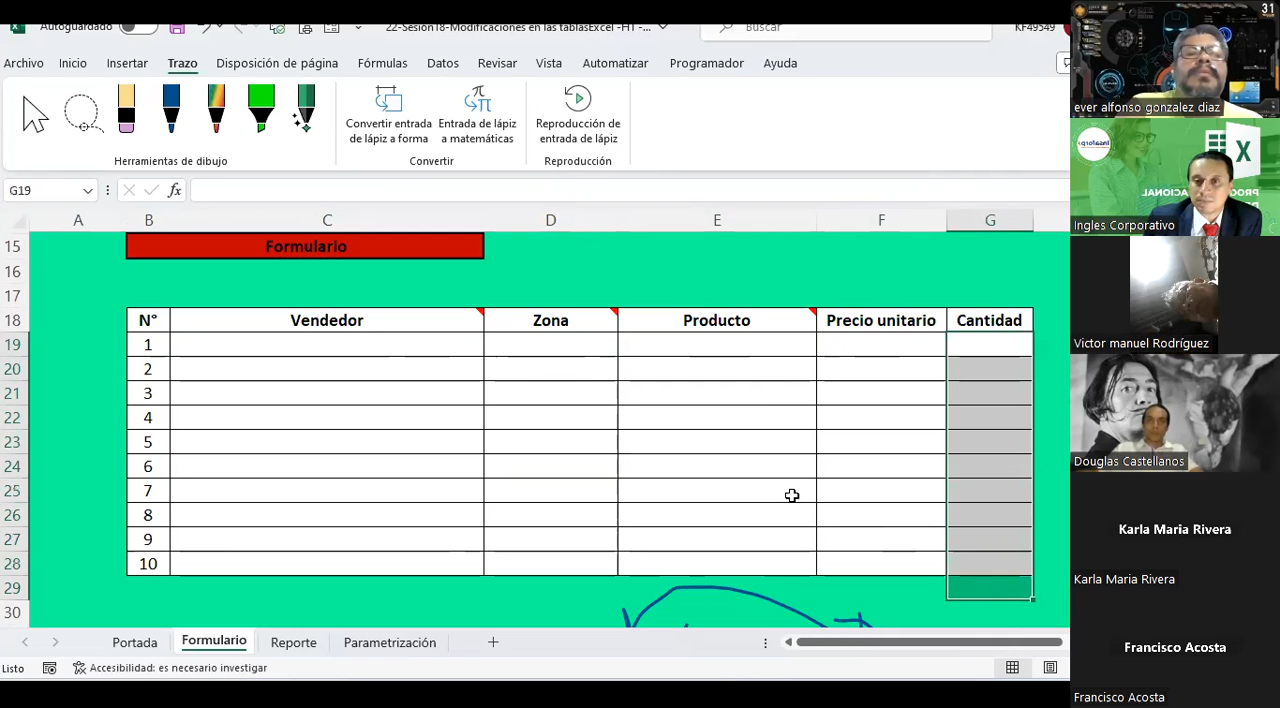 Autoguardado
22-Sesión18-Modificaciones en las tablasExcel -HT -...
Buscar
KF49549
Archivo Inicio Insertar Trazo Disposición de página Fórmulas Datos Revisar Vista Automatizar Programador Ayuda
Convertir entrada de lápiz a forma
Entrada de lápiz a matemáticas
Reproducción de entrada de lápiz
Herramientas de dibujo Convertir Reproducción
G19
fx
A B C D E F G
15 Formulario
16
17
18 N° Vendedor Zona Producto Precio unitario Cantidad
19 1
20 2
21 3
22 4
23 5
24 6
25 7
26 8
27 9
28 10
29
30
Portada Formulario Reporte Parametrización
Listo Accesibilidad: es necesario investigar
31
ever alfonso gonzalez diaz
Ingles Corporativo
Victor manuel Rodríguez
Douglas Castellanos
Karla Maria Rivera
Karla Maria Rivera
Francisco Acosta
Francisco Acosta